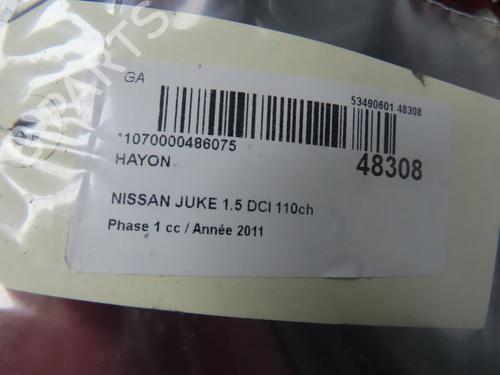 GA
53490601 48308
*1070000486075
HAYON
48308
NISSAN JUKE 1.5 DCI 110ch
Phase 1 cc / Année 2011